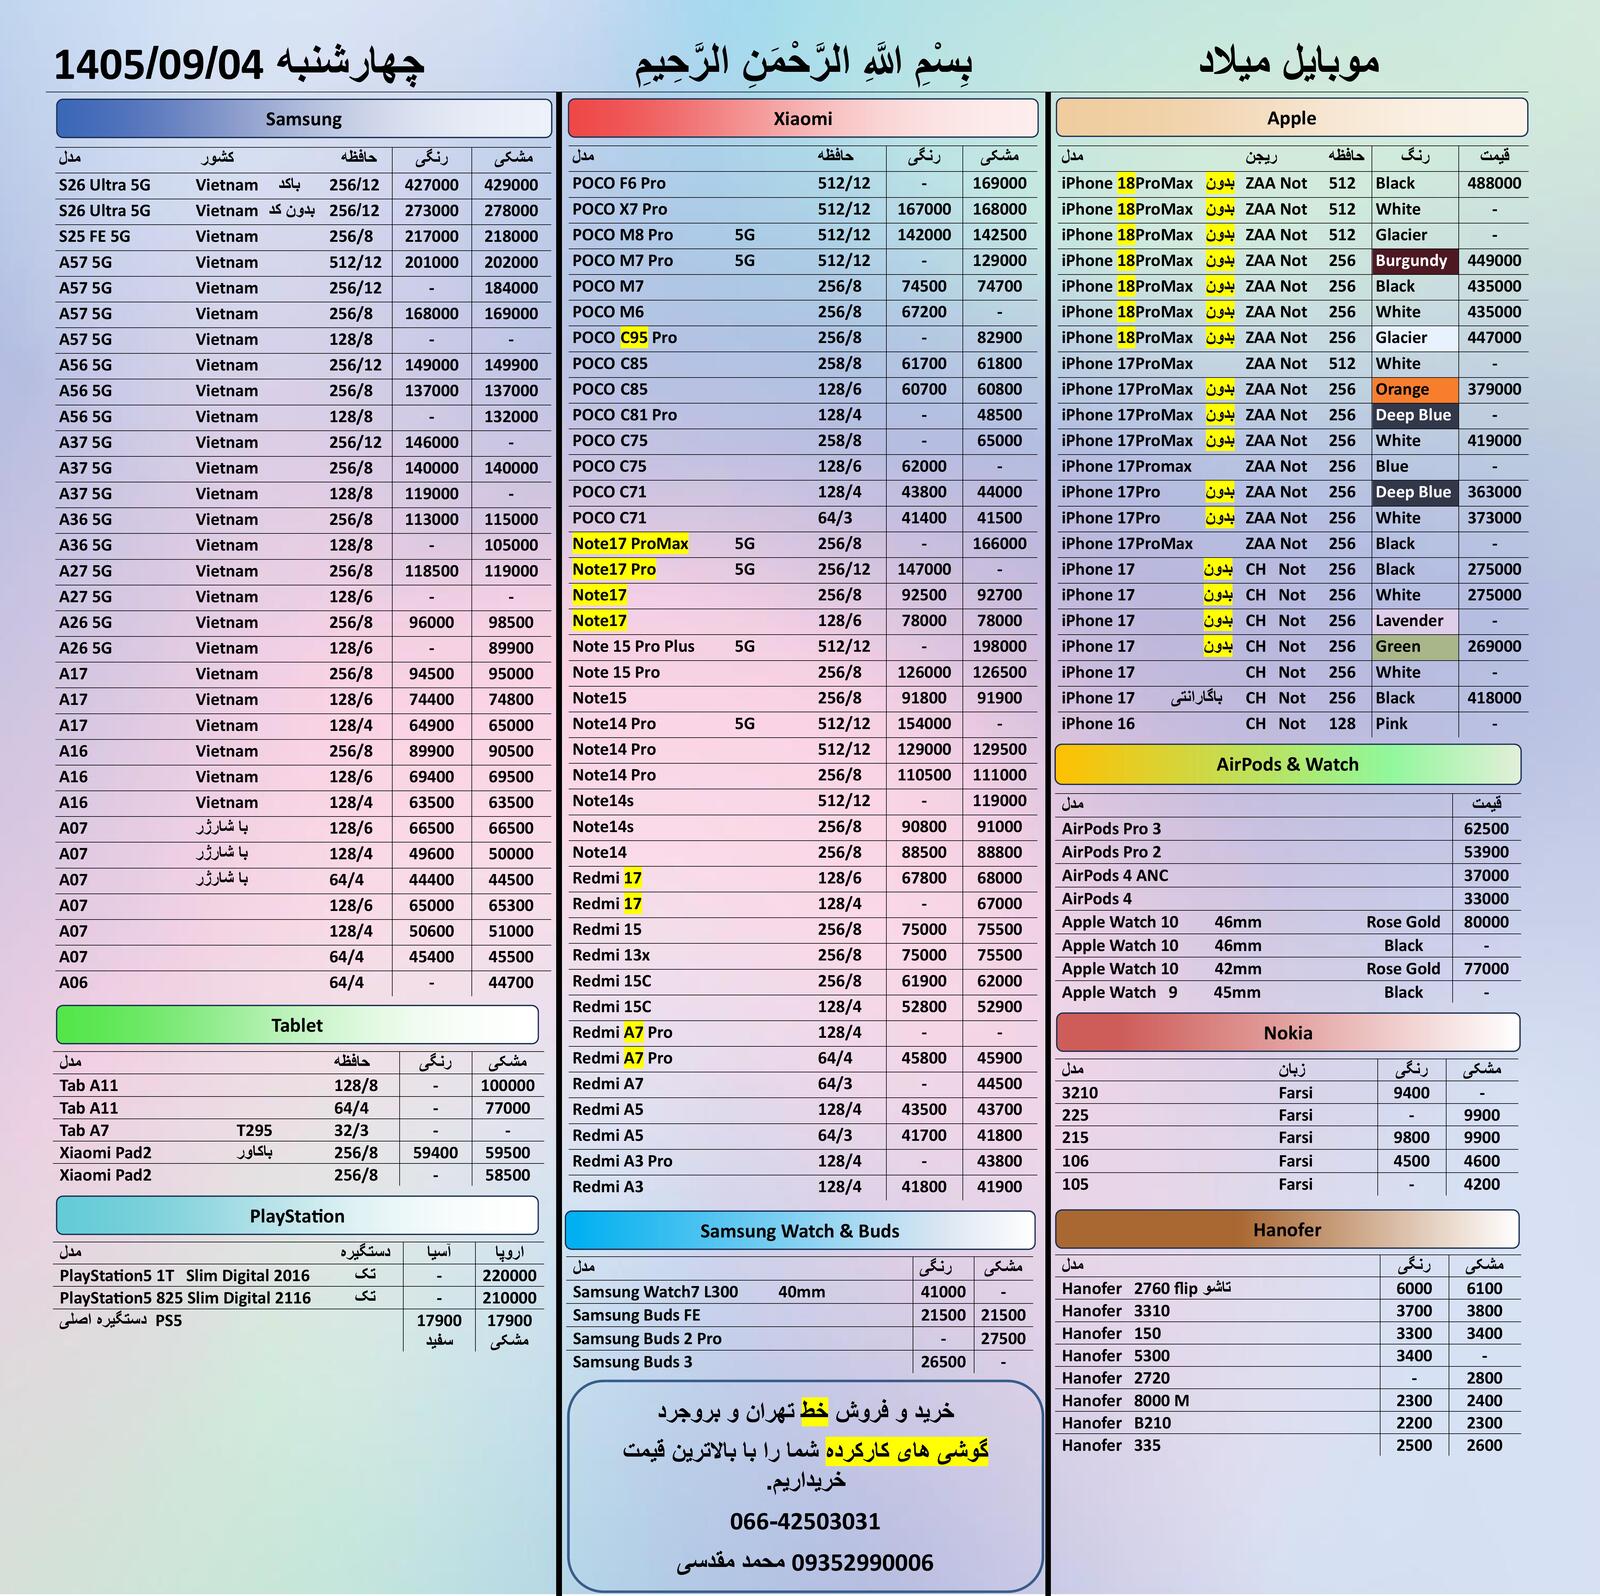 موبایل میلاد
بِسْمِ اللَّهِ الرَّحْمَنِ الرَّحِيمِ
چهارشنبه 1405/09/04
Samsung
مدل کشور حافظه رنگی مشکی
S26 Ultra 5G Vietnam باکد 256/12 427000 429000
S26 Ultra 5G Vietnam بدون کد 256/12 273000 278000
S25 FE 5G Vietnam 256/8 217000 218000
A57 5G Vietnam 512/12 201000 202000
A57 5G Vietnam 256/12 - 184000
A57 5G Vietnam 256/8 168000 169000
A57 5G Vietnam 128/8 - -
A56 5G Vietnam 256/12 149000 149900
A56 5G Vietnam 256/8 137000 137000
A56 5G Vietnam 128/8 - 132000
A37 5G Vietnam 256/12 146000 -
A37 5G Vietnam 256/8 140000 140000
A37 5G Vietnam 128/8 119000 -
A36 5G Vietnam 256/8 113000 115000
A36 5G Vietnam 128/8 - 105000
A27 5G Vietnam 256/8 118500 119000
A27 5G Vietnam 128/6 - -
A26 5G Vietnam 256/8 96000 98500
A26 5G Vietnam 128/6 - 89900
A17 Vietnam 256/8 94500 95000
A17 Vietnam 128/6 74400 74800
A17 Vietnam 128/4 64900 65000
A16 Vietnam 256/8 89900 90500
A16 Vietnam 128/6 69400 69500
A16 Vietnam 128/4 63500 63500
A07 با شارژر 128/6 66500 66500
A07 با شارژر 128/4 49600 50000
A07 با شارژر 64/4 44400 44500
A07 128/6 65000 65300
A07 128/4 50600 51000
A07 64/4 45400 45500
A06 64/4 - 44700
Tablet
مدل حافظه رنگی مشکی
Tab A11 128/8 - 100000
Tab A11 64/4 - 77000
Tab A7 T295 32/3 - -
Xiaomi Pad2 باکاور 256/8 59400 59500
Xiaomi Pad2 256/8 - 58500
PlayStation
مدل دستگیره آسیا اروپا
PlayStation5 1T Slim Digital 2016 تک - 220000
PlayStation5 825 Slim Digital 2116 تک - 210000
دستگیره اصلی PS5 17900 17900
سفید مشکی
Xiaomi
مدل حافظه رنگی مشکی
POCO F6 Pro 512/12 - 169000
POCO X7 Pro 512/12 167000 168000
POCO M8 Pro 5G 512/12 142000 142500
POCO M7 Pro 5G 512/12 - 129000
POCO M7 256/8 74500 74700
POCO M6 256/8 67200 -
POCO C95 Pro 256/8 - 82900
POCO C85 258/8 61700 61800
POCO C85 128/6 60700 60800
POCO C81 Pro 128/4 - 48500
POCO C75 258/8 - 65000
POCO C75 128/6 62000 -
POCO C71 128/4 43800 44000
POCO C71 64/3 41400 41500
Note17 ProMax 5G 256/8 - 166000
Note17 Pro 5G 256/12 147000 -
Note17 256/8 92500 92700
Note17 128/6 78000 78000
Note 15 Pro Plus 5G 512/12 - 198000
Note 15 Pro 256/8 126000 126500
Note15 256/8 91800 91900
Note14 Pro 5G 512/12 154000 -
Note14 Pro 512/12 129000 129500
Note14 Pro 256/8 110500 111000
Note14s 512/12 - 119000
Note14s 256/8 90800 91000
Note14 256/8 88500 88800
Redmi 17 128/6 67800 68000
Redmi 17 128/4 - 67000
Redmi 15 256/8 75000 75500
Redmi 13x 256/8 75000 75500
Redmi 15C 256/8 61900 62000
Redmi 15C 128/4 52800 52900
Redmi A7 Pro 128/4 - -
Redmi A7 Pro 64/4 45800 45900
Redmi A7 64/3 - 44500
Redmi A5 128/4 43500 43700
Redmi A5 64/3 41700 41800
Redmi A3 Pro 128/4 - 43800
Redmi A3 128/4 41800 41900
Samsung Watch & Buds
مدل رنگی مشکی
Samsung Watch7 L300 40mm 41000 -
Samsung Buds FE 21500 21500
Samsung Buds 2 Pro - 27500
Samsung Buds 3 26500 -
خرید و فروش خط تهران و بروجرد
گوشی های کارکرده شما را با بالاترین قیمت
خریداریم.
066-42503031
09352990006 محمد مقدسی
Apple
مدل ریجن حافظه رنگ قیمت
iPhone 18ProMax بدون ZAA Not 512 Black 488000
iPhone 18ProMax بدون ZAA Not 512 White -
iPhone 18ProMax بدون ZAA Not 512 Glacier -
iPhone 18ProMax بدون ZAA Not 256 Burgundy 449000
iPhone 18ProMax بدون ZAA Not 256 Black 435000
iPhone 18ProMax بدون ZAA Not 256 White 435000
iPhone 18ProMax بدون ZAA Not 256 Glacier 447000
iPhone 17ProMax ZAA Not 512 White -
iPhone 17ProMax بدون ZAA Not 256 Orange 379000
iPhone 17ProMax بدون ZAA Not 256 Deep Blue -
iPhone 17ProMax بدون ZAA Not 256 White 419000
iPhone 17Promax ZAA Not 256 Blue -
iPhone 17Pro بدون ZAA Not 256 Deep Blue 363000
iPhone 17Pro بدون ZAA Not 256 White 373000
iPhone 17ProMax ZAA Not 256 Black -
iPhone 17 بدون CH Not 256 Black 275000
iPhone 17 بدون CH Not 256 White 275000
iPhone 17 بدون CH Not 256 Lavender -
iPhone 17 بدون CH Not 256 Green 269000
iPhone 17 CH Not 256 White -
iPhone 17 باگارانتی CH Not 256 Black 418000
iPhone 16 CH Not 128 Pink -
AirPods & Watch
مدل قیمت
AirPods Pro 3 62500
AirPods Pro 2 53900
AirPods 4 ANC 37000
AirPods 4 33000
Apple Watch 10 46mm Rose Gold 80000
Apple Watch 10 46mm Black -
Apple Watch 10 42mm Rose Gold 77000
Apple Watch 9 45mm Black -
Nokia
مدل زبان رنگی مشکی
3210 Farsi 9400 -
225 Farsi - 9900
215 Farsi 9800 9900
106 Farsi 4500 4600
105 Farsi - 4200
Hanofer
مدل رنگی مشکی
Hanofer 2760 flip تاشو 6000 6100
Hanofer 3310 3700 3800
Hanofer 150 3300 3400
Hanofer 5300 3400 -
Hanofer 2720 - 2800
Hanofer 8000 M 2300 2400
Hanofer B210 2200 2300
Hanofer 335 2500 2600